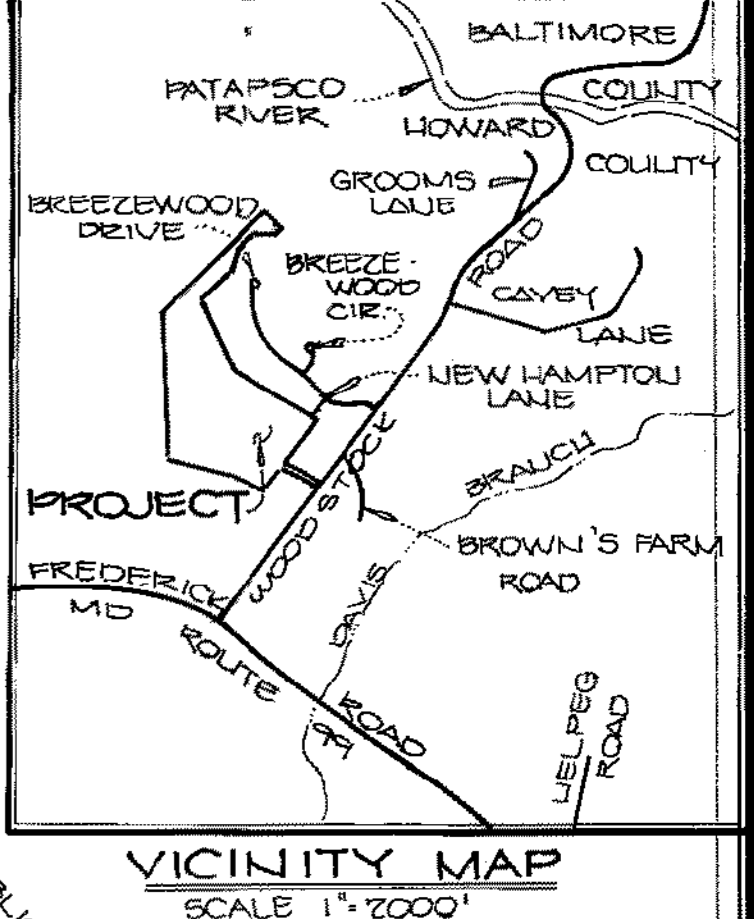 BALTIMORE
COUNTY
PATAPSCO
RIVER
HOWARD
COUNTY
GROOMS
LANE
BREEZEWOOD
DRIVE
BREEZE-
WOOD
CIR.
ROAD
CAVEY
LANE
NEW HAMPTON
LANE
WOODSTOCK
BRANCH
PROJECT
BROWN'S FARM
ROAD
FREDERICK
MD
DAVIS
ROUTE
ROAD
99
ROAD
VICINITY MAP
SCALE 1"=2000'